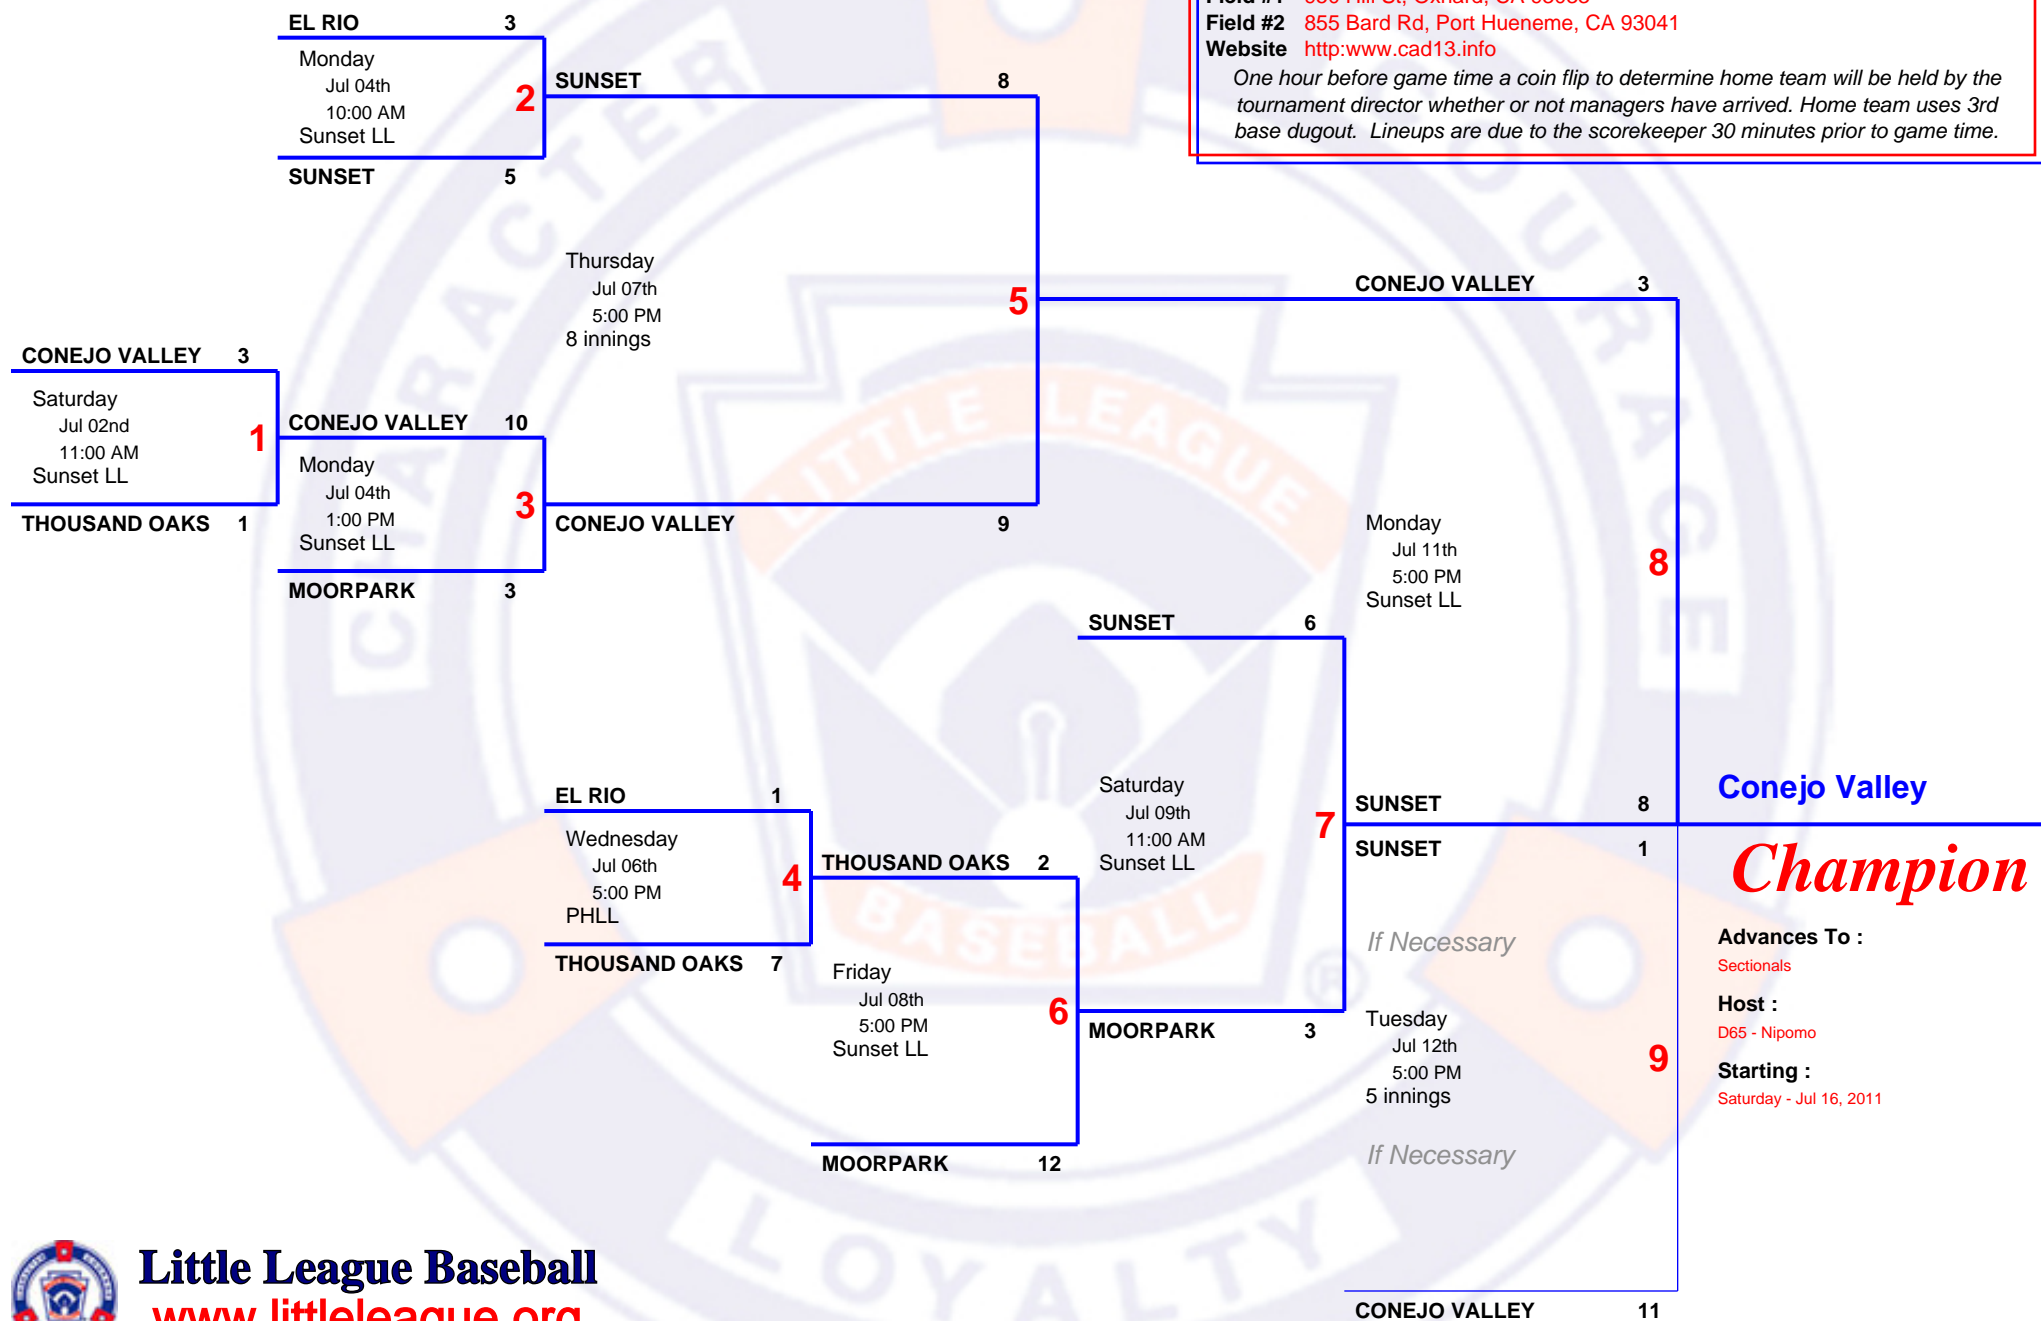 EL RIO 3
Monday
Jul 04th
10:00 AM
Sunset LL
2
SUNSET 5
SUNSET 8
Field #2 855 Bard Rd, Port Hueneme, CA 93041
Website http:www.cad13.info
One hour before game time a coin flip to determine home team will be held by the
tournament director whether or not managers have arrived. Home team uses 3rd
base dugout. Lineups are due to the scorekeeper 30 minutes prior to game time.
Thursday
Jul 07th
5:00 PM
8 innings
5
CONEJO VALLEY 3
CONEJO VALLEY 3
Saturday
Jul 02nd
11:00 AM
Sunset LL
1
THOUSAND OAKS 1
CONEJO VALLEY 10
Monday
Jul 04th
1:00 PM
Sunset LL
3
MOORPARK 3
CONEJO VALLEY 9
Monday
Jul 11th
5:00 PM
Sunset LL
8
SUNSET 6
Saturday
Jul 09th
11:00 AM
Sunset LL
7
MOORPARK 3
EL RIO 1
Wednesday
Jul 06th
5:00 PM
PHLL
4
THOUSAND OAKS 7
THOUSAND OAKS 2
Friday
Jul 08th
5:00 PM
Sunset LL
6
MOORPARK 12
SUNSET 8
SUNSET 1
If Necessary
Tuesday
Jul 12th
5:00 PM
5 innings
9
If Necessary
CONEJO VALLEY 11
Conejo Valley
Champion
Advances To :
Sectionals
Host :
D65 - Nipomo
Starting :
Saturday - Jul 16, 2011
CHARACTER
COURAGE
LOYALTY
LITTLE LEAGUE
BASEBALL
®
Little League Baseball
www.littleleague.org